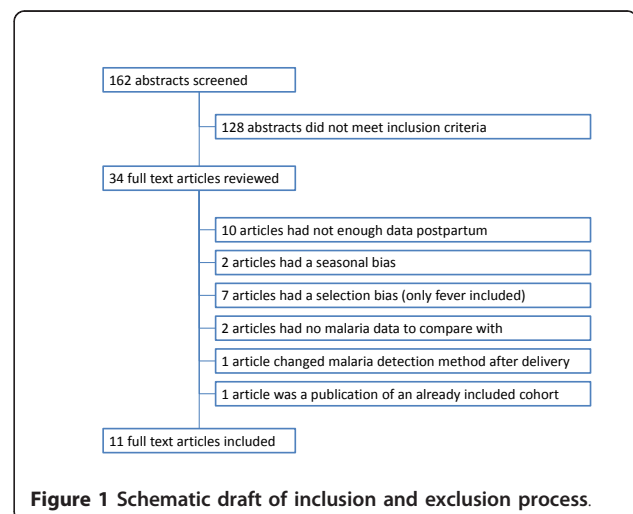 162 abstracts screened
128 abstracts did not meet inclusion criteria
34 full text articles reviewed
10 articles had not enough data postpartum
2 articles had a seasonal bias
7 articles had a selection bias (only fever included)
2 articles had no malaria data to compare with
1 article changed malaria detection method after delivery
1 article was a publication of an already included cohort
11 full text articles included
Figure 1 Schematic draft of inclusion and exclusion process.